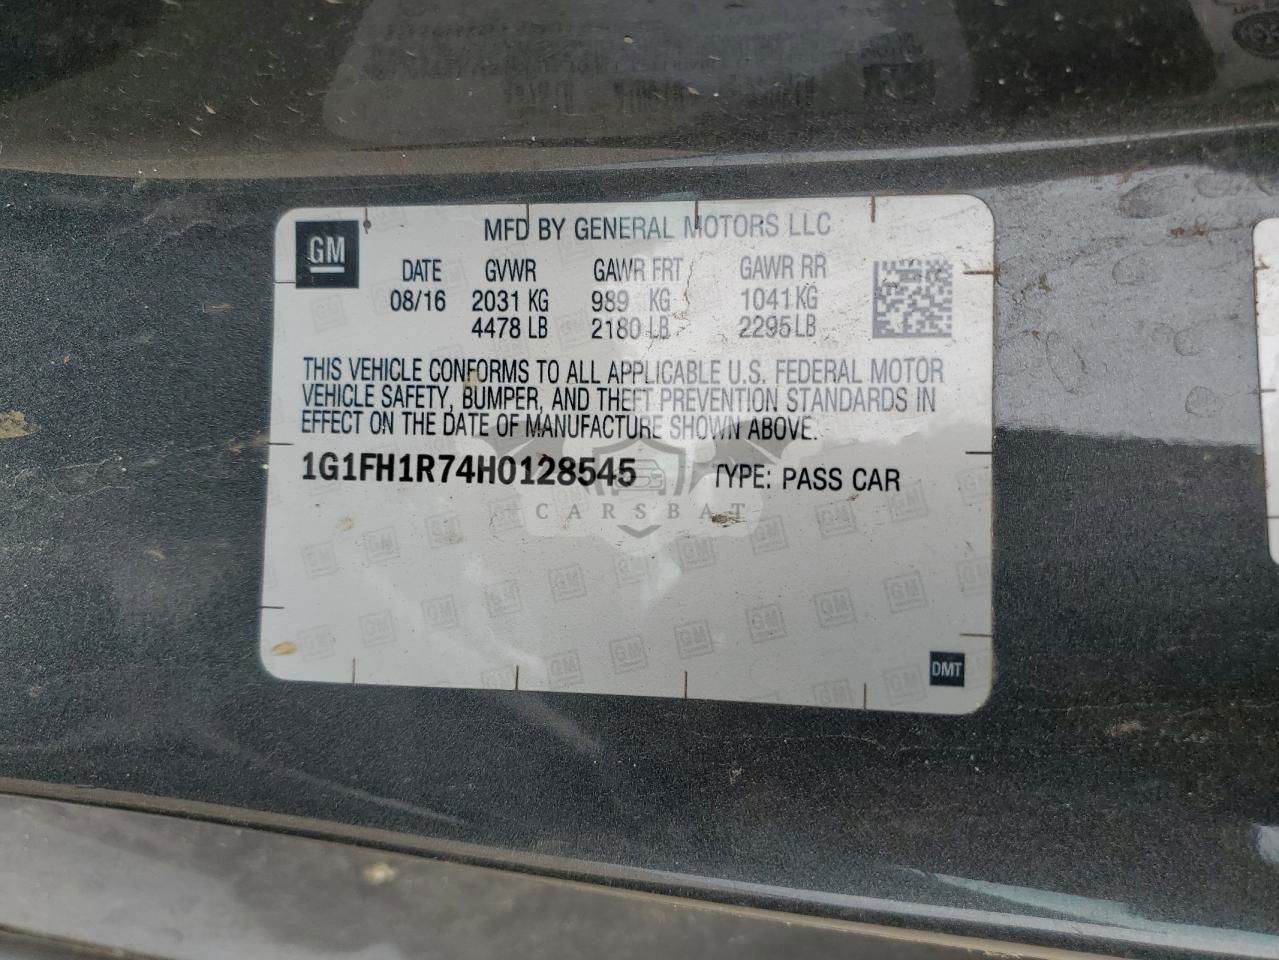 GM
MFD BY GENERAL MOTORS LLC
DATE GVWR GAWR FRT GAWR RR
08/16 2031 KG 989 KG 1041 KG
4478 LB 2180 LB 2295 LB
THIS VEHICLE CONFORMS TO ALL APPLICABLE U.S. FEDERAL MOTOR
VEHICLE SAFETY, BUMPER, AND THEFT PREVENTION STANDARDS IN
EFFECT ON THE DATE OF MANUFACTURE SHOWN ABOVE.
1G1FH1R74H0128545 TYPE: PASS CAR
CARSBAT
DMT